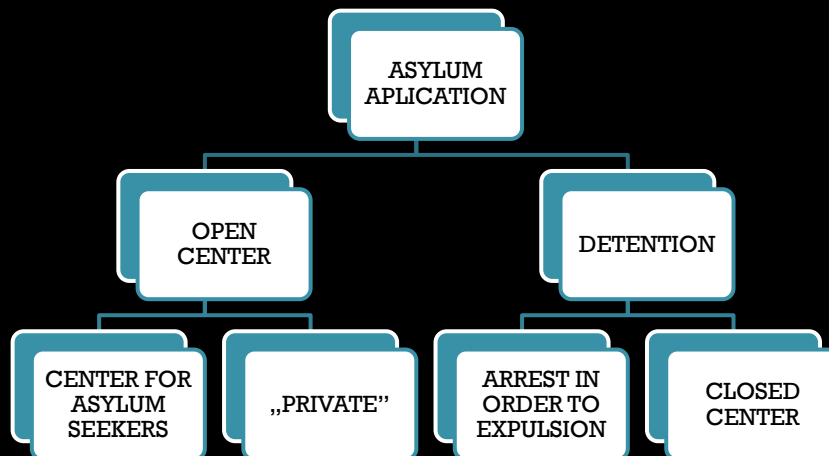 ASYLUM
APLICATION
OPEN
CENTER
DETENTION
CENTER FOR
ASYLUM
SEEKERS
„PRIVATE”
ARREST IN
ORDER TO
EXPULSION
CLOSED
CENTER